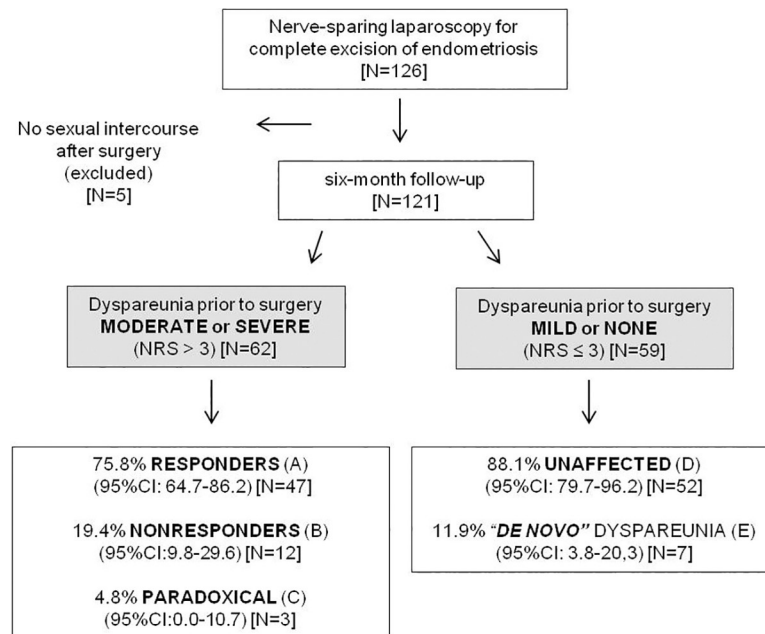 Nerve-sparing laparoscopy for
complete excision of endometriosis
[N=126]
No sexual intercourse
after surgery
(excluded)
[N=5]
six-month follow-up
[N=121]
Dyspareunia prior to surgery
MODERATE or SEVERE
(NRS > 3) [N=62]
Dyspareunia prior to surgery
MILD or NONE
(NRS ≤ 3) [N=59]
75.8% RESPONDERS (A)
(95%CI: 64.7-86.2) [N=47]
19.4% NONRESPONDERS (B)
(95%CI:9.8-29.6) [N=12]
4.8% PARADOXICAL (C)
(95%CI:0.0-10.7) [N=3]
88.1% UNAFFECTED (D)
(95%CI: 79.7-96.2) [N=52]
11.9% “DE NOVO” DYSPAREUNIA (E)
(95%CI: 3.8-20,3) [N=7]